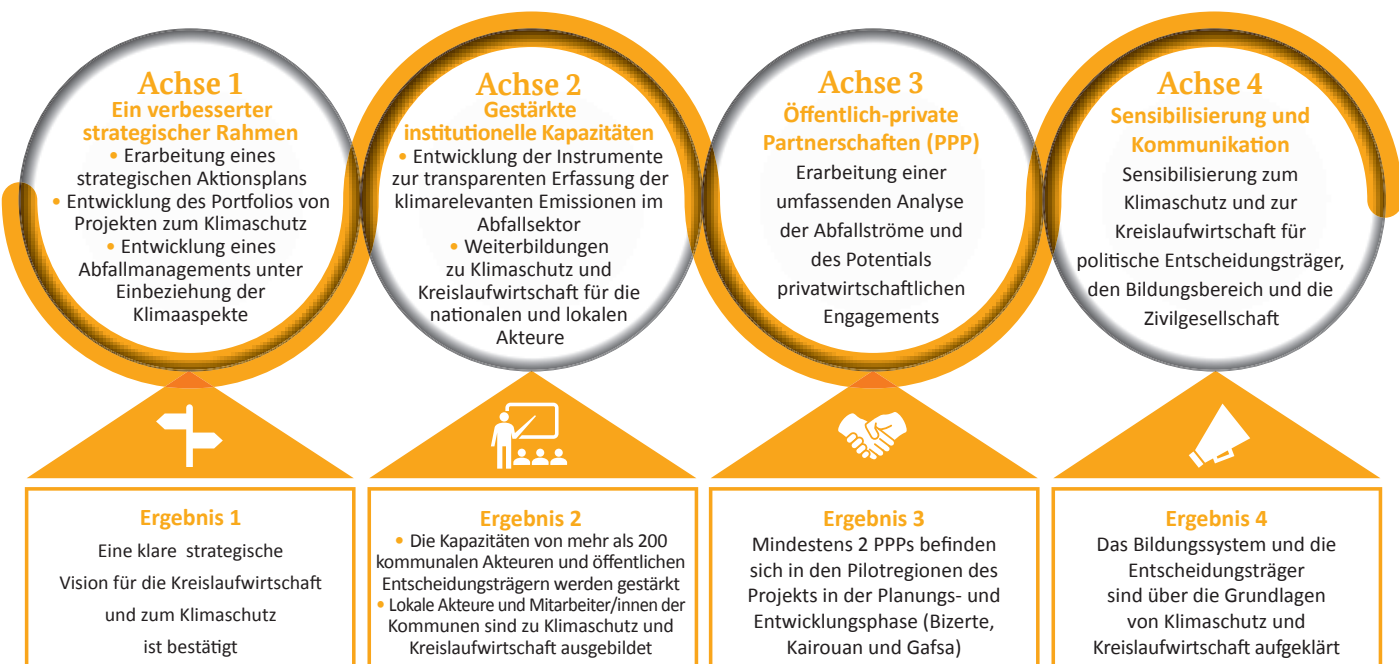 Achse 1
Ein verbesserter
strategischer Rahmen
• Erarbeitung eines
strategischen Aktionsplans
• Entwicklung des Portfolios von
Projekten zum Klimaschutz
• Entwicklung eines
Abfallmanagements unter
Einbeziehung der
Klimaaspekte
Achse 2
Gestärkte
institutionelle Kapazitäten
• Entwicklung der Instrumente
zur transparenten Erfassung der
klimarelevanten Emissionen im
Abfallsektor
• Weiterbildungen
zu Klimaschutz und
Kreislaufwirtschaft für die
nationalen und lokalen
Akteure
Achse 3
Öffentlich-private
Partnerschaften (PPP)
Erarbeitung einer
umfassenden Analyse
der Abfallströme und
des Potentials
privatwirtschaftlichen
Engagements
Achse 4
Sensibilisierung und
Kommunikation
Sensibilisierung zum
Klimaschutz und zur
Kreislaufwirtschaft für
politische Entscheidungsträger,
den Bildungsbereich und die
Zivilgesellschaft
Ergebnis 1
Eine klare strategische
Vision für die Kreislaufwirtschaft
und zum Klimaschutz
ist bestätigt
Ergebnis 2
• Die Kapazitäten von mehr als 200
kommunalen Akteuren und öffentlichen
Entscheidungsträgern werden gestärkt
• Lokale Akteure und Mitarbeiter/innen der
Kommunen sind zu Klimaschutz und
Kreislaufwirtschaft ausgebildet
Ergebnis 3
Mindestens 2 PPPs befinden
sich in den Pilotregionen des
Projekts in der Planungs- und
Entwicklungsphase (Bizerte,
Kairouan und Gafsa)
Ergebnis 4
Das Bildungssystem und die
Entscheidungsträger
sind über die Grundlagen
von Klimaschutz und
Kreislaufwirtschaft aufgeklärt